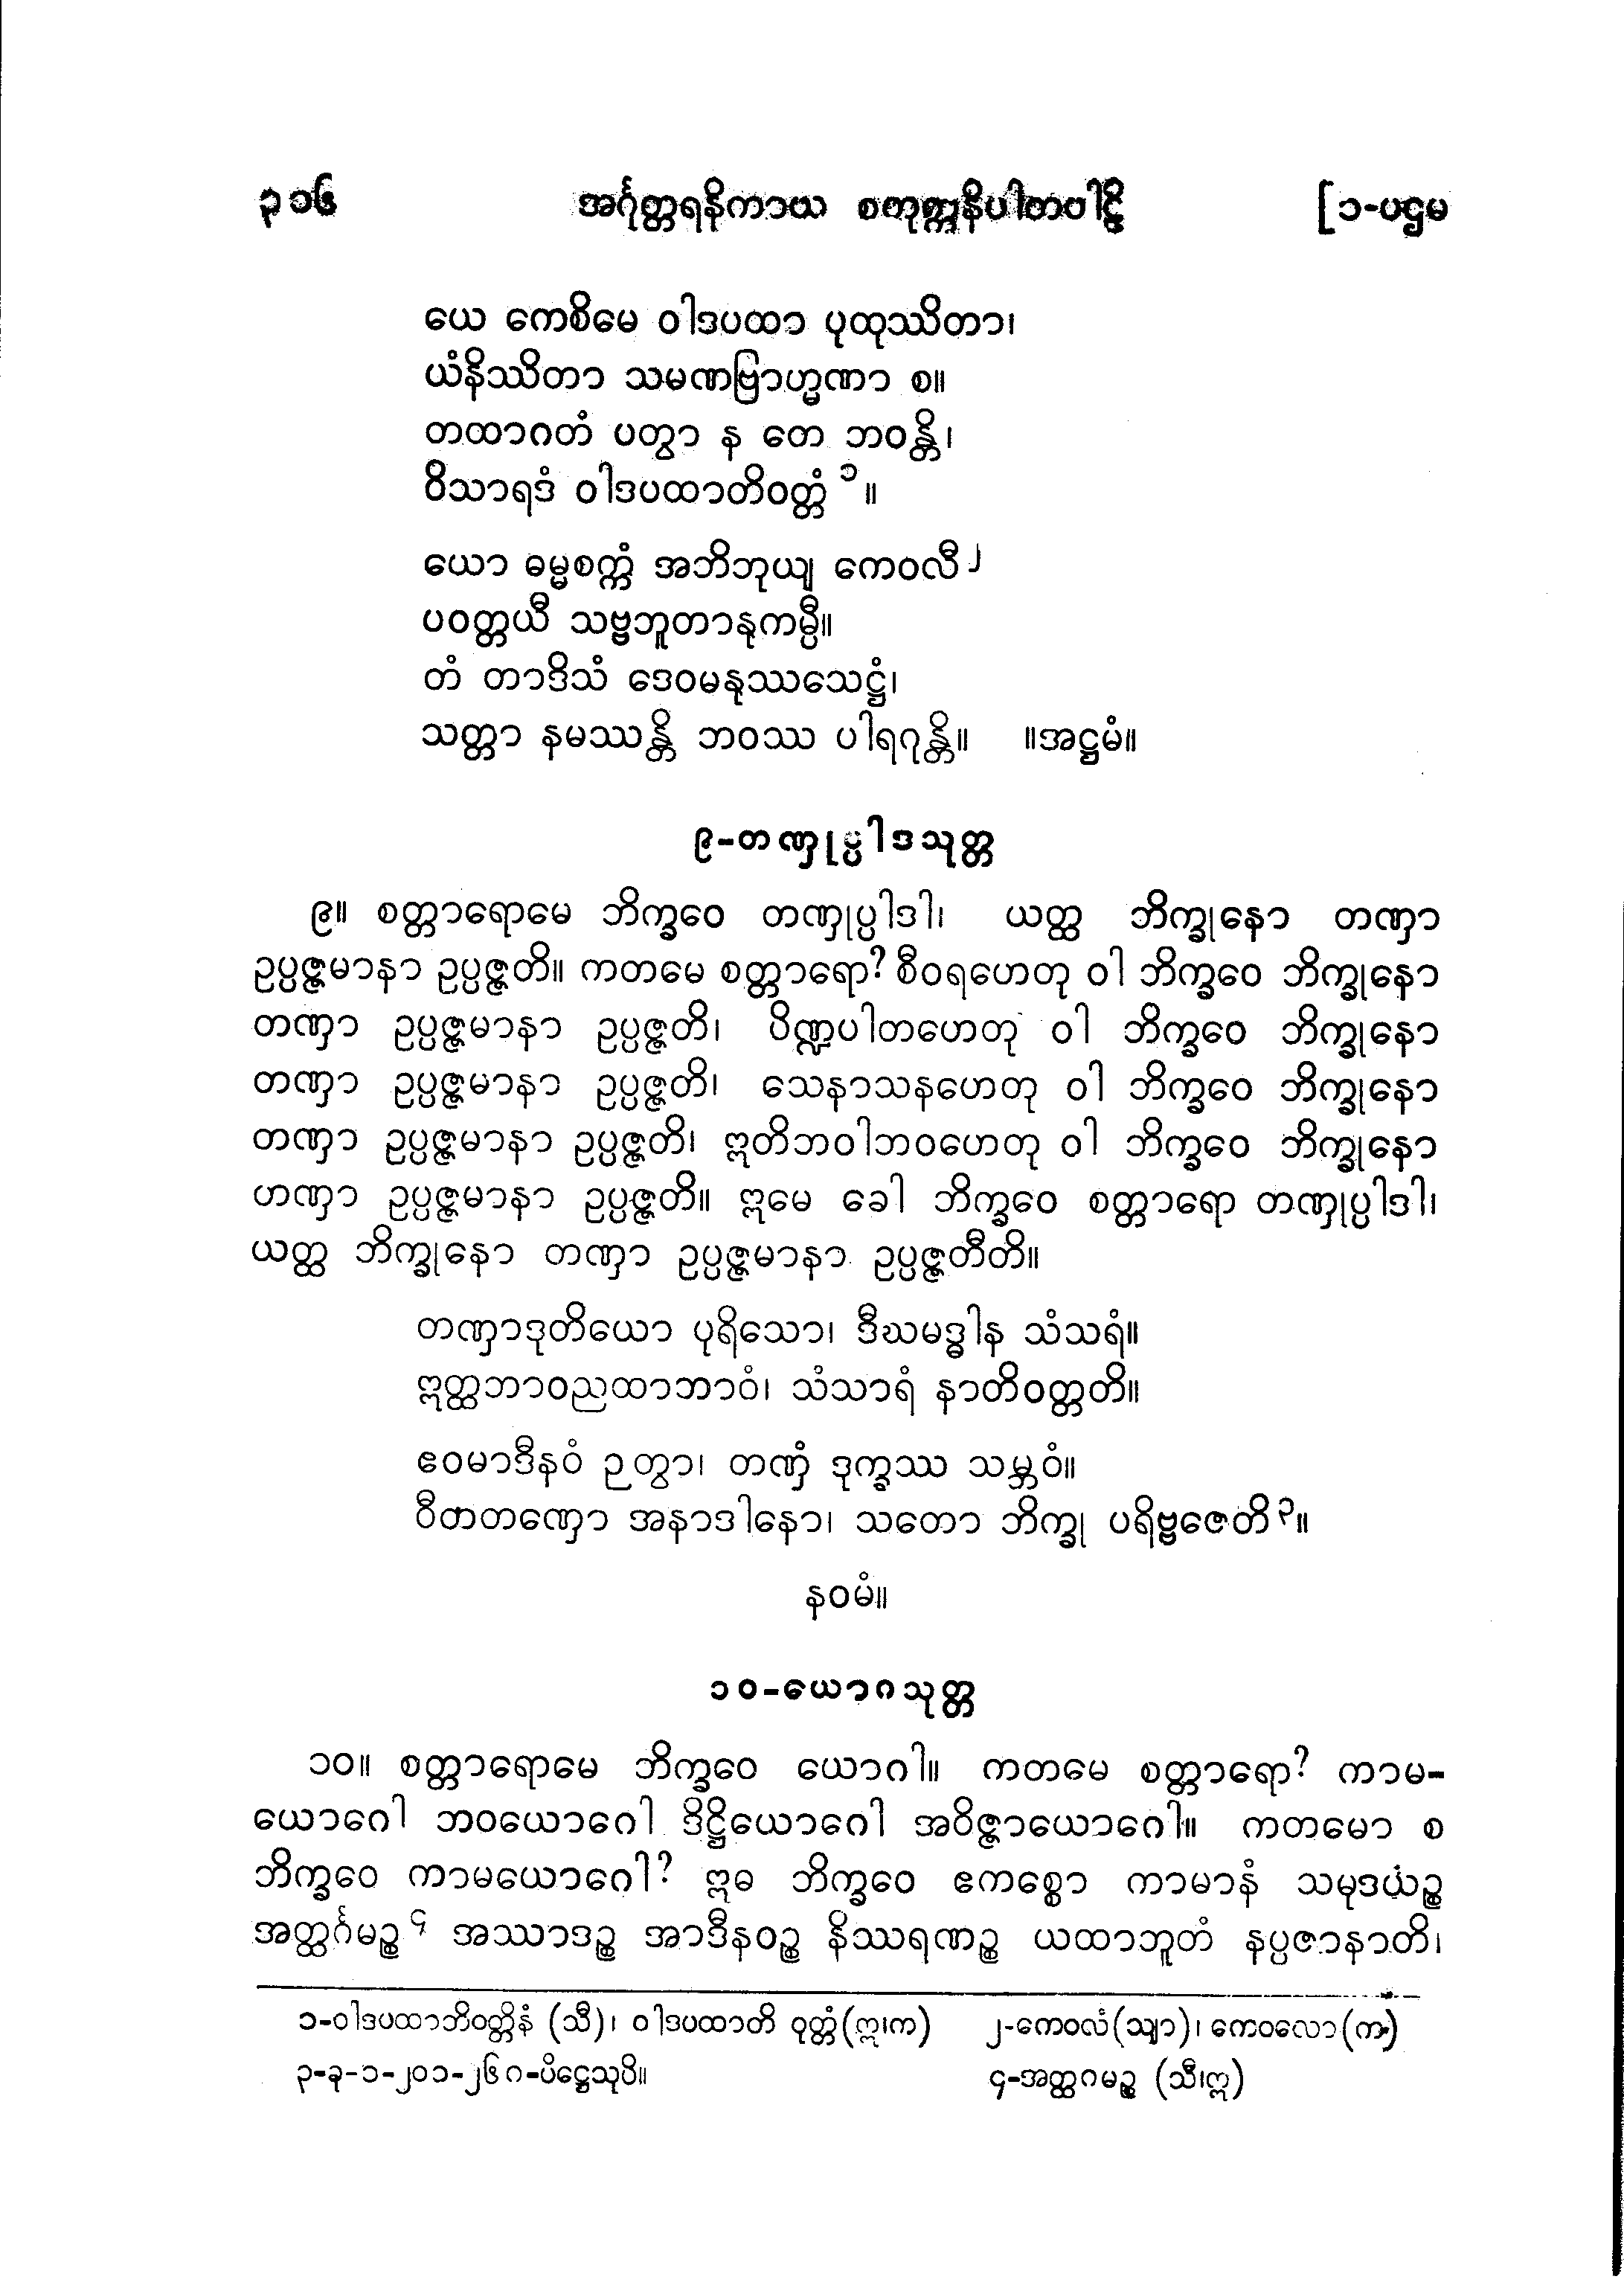 ၃၁၆ အင်္ဂုတ္တရနိကာယ စတုက္ကနိပါတပါဠိ [၁-ပဌမ
ယေ ကေစိမေ ဝါဒပထာ ပုထုဿိတာ၊
ယံနိဿိတာ သမဏဗြာဟ္မဏာ စ။
တထာဂတံ ပတွာ န တေ ဘဝန္တိ၊
ဝိသာရဒံ ဝါဒပထာတိဝတ္တံ ၁။
ယော ဓမ္မစက္ကံ အဘိဘုယျ ကေဝလီ ၂
ပဝတ္တယီ သဗ္ဗဘူတာနုကမ္ပီ။
တံ တာဒိသံ ဒေဝမနုဿသေဋ္ဌံ၊
သတ္တာ နမဿန္တိ ဘဝဿ ပါရဂုန္တိ။ ။အဋ္ဌမံ။
၉-တဏှုပ္ပါဒသုတ္တ
၉။ စတ္တာရောမေ ဘိက္ခဝေ တဏှုပ္ပါဒါ၊ ယတ္ထ ဘိက္ခုနော တဏှာ
ဥပ္ပဇ္ဇမာနာ ဥပ္ပဇ္ဇတိ။ ကတမေ စတ္တာရော? စီဝရဟေတု ဝါ ဘိက္ခဝေ ဘိက္ခုနော
တဏှာ ဥပ္ပဇ္ဇမာနာ ဥပ္ပဇ္ဇတိ၊ ပိဏ္ဍပါတဟေတု ဝါ ဘိက္ခဝေ ဘိက္ခုနော
တဏှာ ဥပ္ပဇ္ဇမာနာ ဥပ္ပဇ္ဇတိ၊ သေနာသနဟေတု ဝါ ဘိက္ခဝေ ဘိက္ခုနော
တဏှာ ဥပ္ပဇ္ဇမာနာ ဥပ္ပဇ္ဇတိ၊ ဣတိဘဝါဘဝဟေတု ဝါ ဘိက္ခဝေ ဘိက္ခုနော
ဟဏှာ ဥပ္ပဇ္ဇမာနာ ဥပ္ပဇ္ဇတိ။ ဣမေ ခေါ ဘိက္ခဝေ စတ္တာရော တဏှုပ္ပါဒါ၊
ယတ္ထ ဘိက္ခုနော တဏှာ ဥပ္ပဇ္ဇမာနာ ဥပ္ပဇ္ဇတီတိ။
တဏှာဒုတိယော ပုရိသော၊ ဒီဃမဒ္ဓါန သံသရံ။
ဣတ္ထဘာဝညထာဘာဝံ၊ သံသာရံ နာတိဝတ္တတိ။
ဧဝမာဒီနဝံ ဉတွာ၊ တဏှံ ဒုက္ခဿ သမ္ဘဝံ။
ဝီတတဏှော အနာဒါနော၊ သတော ဘိက္ခု ပရိဗ္ဗဇေတိ ၃။
နဝမံ။
၁၀-ယောဂသုတ္တ
၁၀။ စတ္တာရောမေ ဘိက္ခဝေ ယောဂါ။ ကတမေ စတ္တာရော? ကာမ-
ယောဂေါ ဘဝယောဂေါ ဒိဋ္ဌိယောဂေါ အဝိဇ္ဇာယောဂေါ။ ကတမော စ
ဘိက္ခဝေ ကာမယောဂေါ? ဣဓ ဘိက္ခဝေ ဧကစ္စော ကာမာနံ သမုဒယံဉ္စ
အတ္ထင်္ဂမဉ္စ ၄ အဿာဒဉ္စ အာဒီနဝဉ္စ နိဿရဏဉ္စ ယထာဘူတံ နပ္ပဇာနာတိ၊
၁-ဝါဒပထာဘိဝတ္တိနံ (သီ)၊ ဝါဒပထာတိ ဝုတ္တံ(ဣ၊က) ၂-ကေဝလံ(သျာ)၊ ကေဝလော(က)
၃-ခု-၁-၂၀၁-၂၆ဂ-ပိဋ္ဌေသုပိ။ ၄-အတ္ထဂမဉ္စ (သီ၊ဣ)